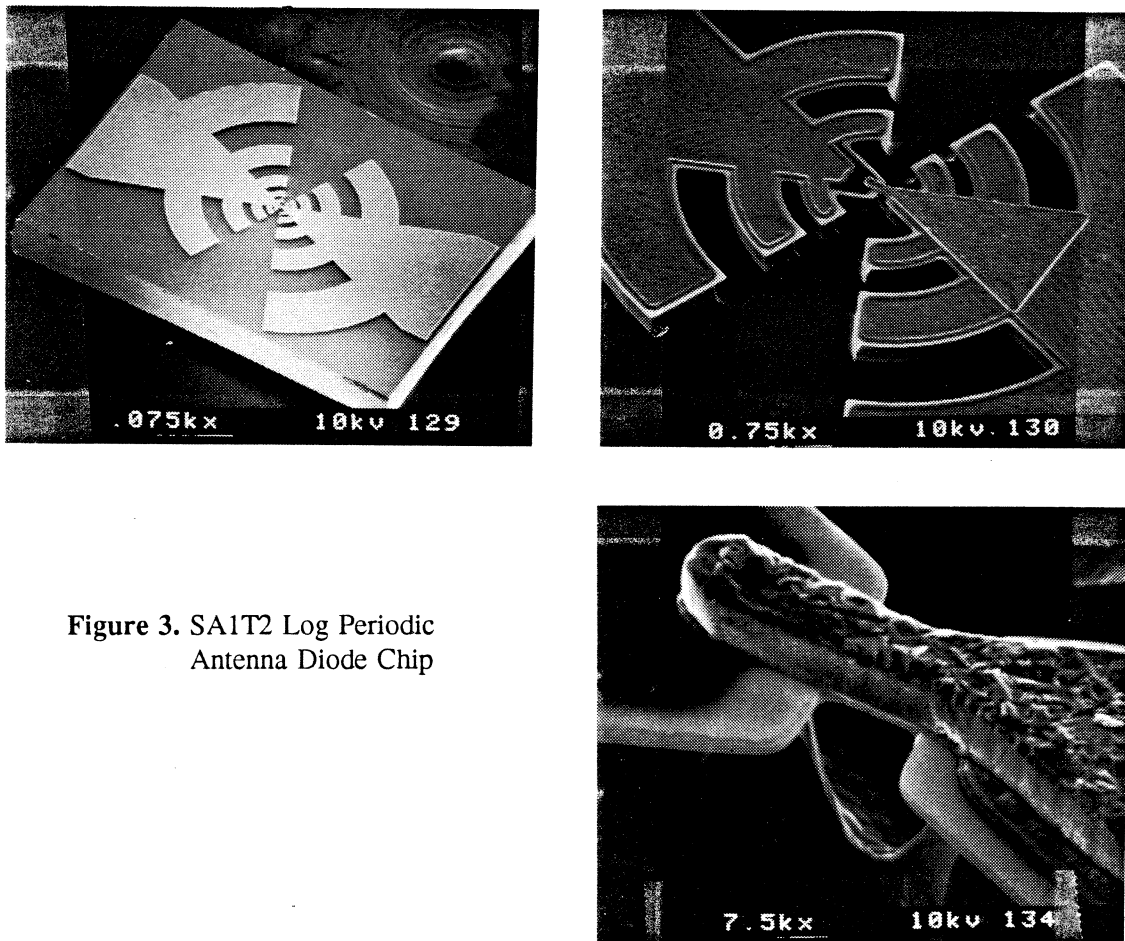 .075kx 10kv 129
0.75kx 10kv 130
Figure 3. SA1T2 Log Periodic
Antenna Diode Chip
7.5kx 10kv 134